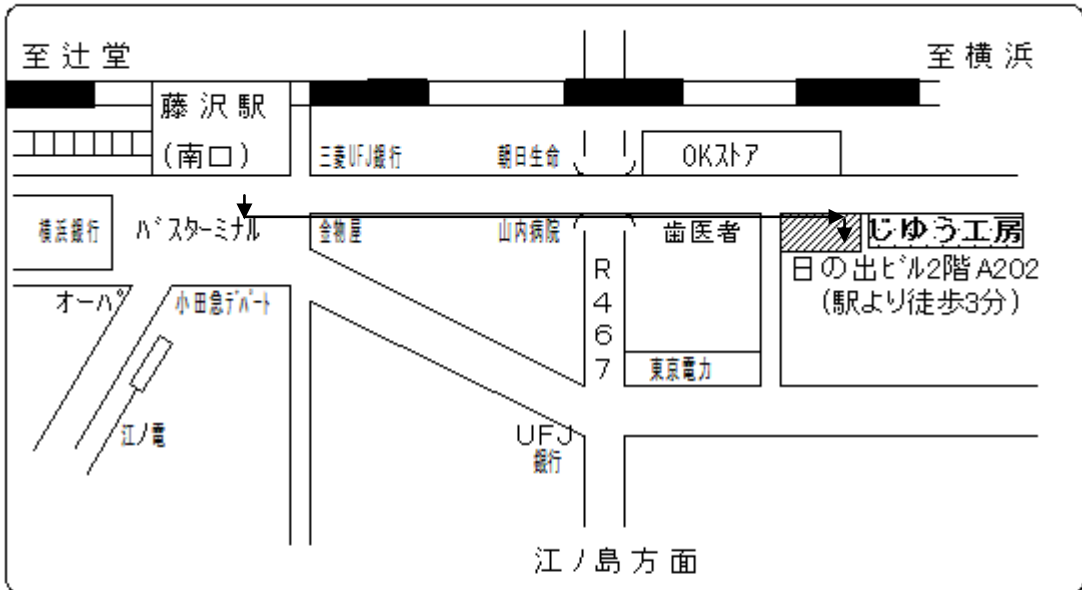 至辻堂
至横浜
藤沢駅
(南口)
三菱UFJ銀行
朝日生命
OKストア
横浜銀行
バスターミナル
金物屋
山内病院
歯医者
じゆう工房
日の出ビル2階A202
(駅より徒歩3分)
オーパ
小田急デパート
R467
東京電力
江ノ電
UFJ
銀行
江ノ島方面